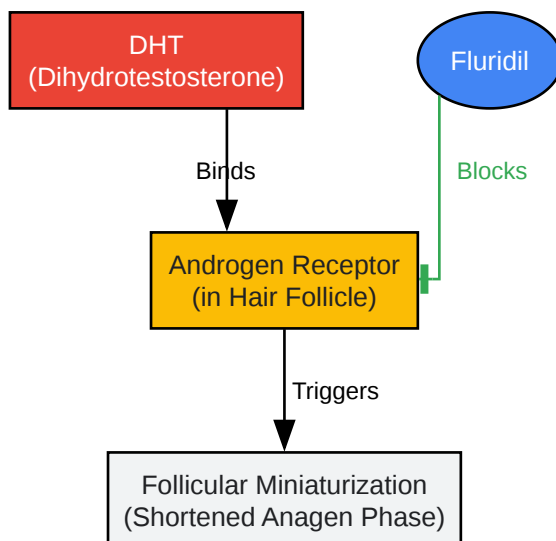 DHT
(Dihydrotestosterone)
Fluridil
Binds
Blocks
Androgen Receptor
(in Hair Follicle)
Triggers
Follicular Miniaturization
(Shortened Anagen Phase)